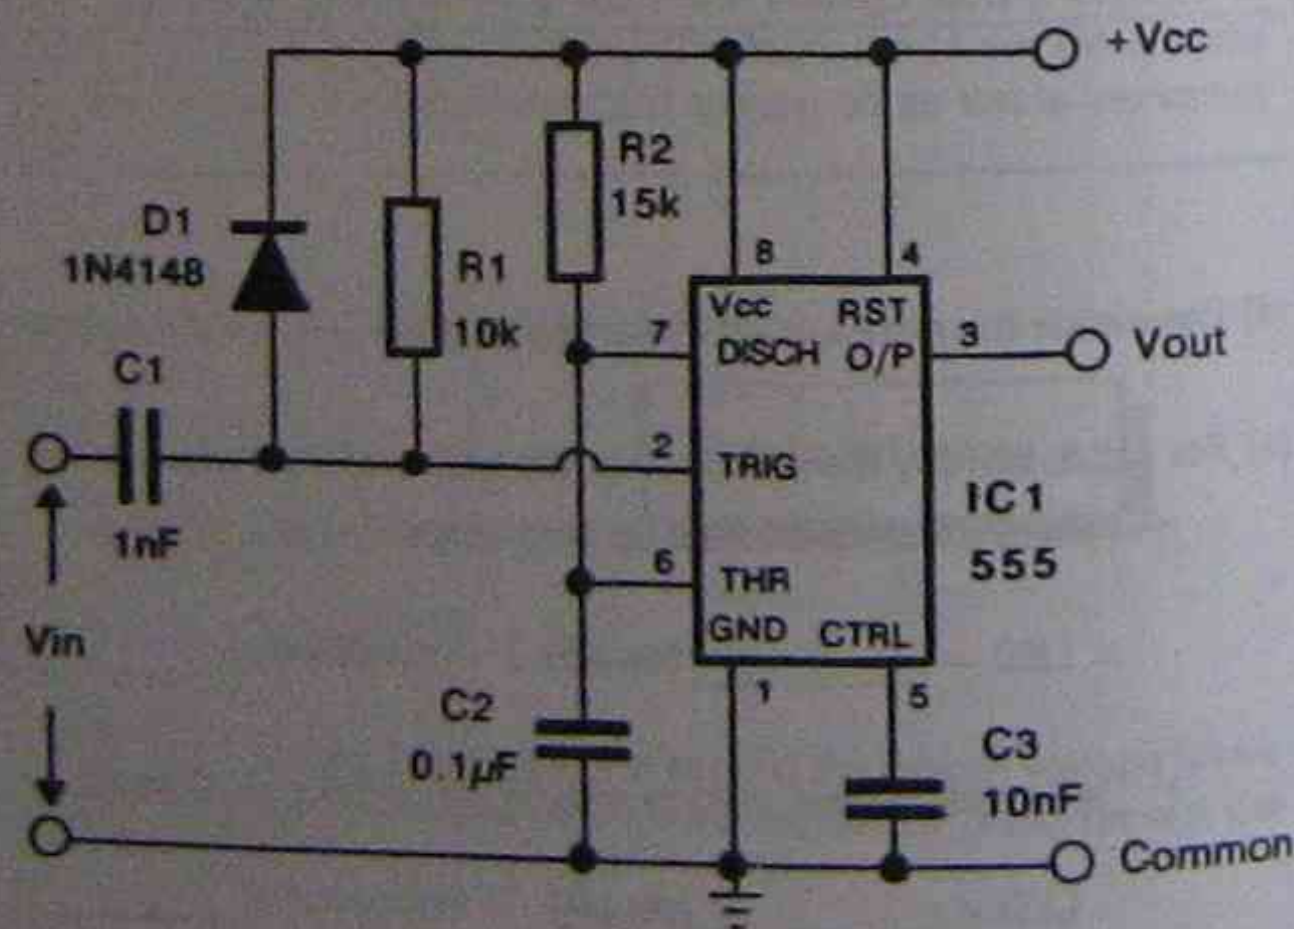 +Vcc
R2
15k
D1
1N4148
R1
10k
8
4
Vcc RST
7
DISCH O/P
3
Vout
C1
1nF
2
TRIG
IC1
555
6
THR
GND CTRL
Vin
1
5
C2
0.1µF
C3
10nF
Common